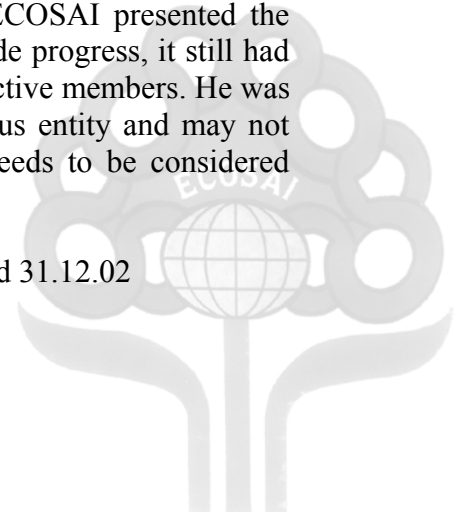 ECOSAI presented the
de progress, it still had
ctive members. He was
us entity and may not
eeds to be considered
ECOSAI
d 31.12.02